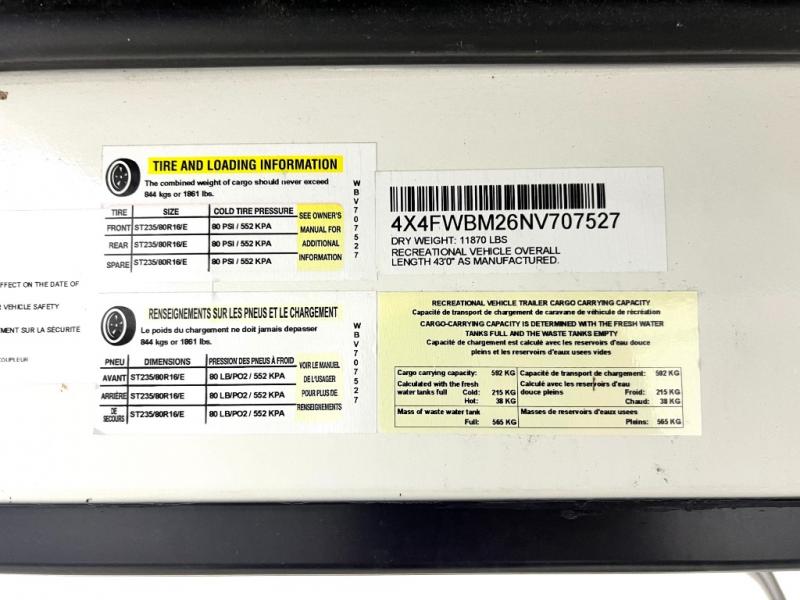 TIRE AND LOADING INFORMATION
The combined weight of cargo should never exceed
844 kgs or 1861 lbs.
TIRE SIZE COLD TIRE PRESSURE SEE OWNER'S MANUAL FOR ADDITIONAL INFORMATION
FRONT ST235/80R16/E 80 PSI / 552 KPA
REAR ST235/80R16/E 80 PSI / 552 KPA
SPARE ST235/80R16/E 80 PSI / 552 KPA
WBV707527
4X4FWBM26NV707527
DRY WEIGHT: 11870 LBS
RECREATIONAL VEHICLE OVERALL
LENGTH 43'0" AS MANUFACTURED.
EFFECT ON THE DATE OF
VEHICLE SAFETY
MENT SUR LA SÉCURITÉ
COUPLEUR
RENSEIGNEMENTS SUR LES PNEUS ET LE CHARGEMENT
Le poids du chargement ne doit jamais depasser
844 kgs or 1861 lbs.
PNEU DIMENSIONS PRESSION DES PNEUS À FROID VOIR LE MANUEL DE L'USAGER POUR PLUS DE RENSEIGNEMENTS
AVANT ST235/80R16/E 80 LB/PO2 / 552 KPA
ARRIÈRE ST235/80R16/E 80 LB/PO2 / 552 KPA
DE SECOURS ST235/80R16/E 80 LB/PO2 / 552 KPA
WBV707527
RECREATIONAL VEHICLE TRAILER CARGO CARRYING CAPACITY
Capacité de transport de chargement de caravane de véhicule de récréation
CARGO-CARRYING CAPACITY IS DETERMINED WITH THE FRESH WATER
TANKS FULL AND THE WASTE TANKS EMPTY
Capacité de chargement est calculé avec les reservoirs d'eau douce
pleins et reservoirs d'eaux usees vides
Cargo carrying capacity: 592 KG Capacité de transport de chargement: 592 KG
Calculated with the fresh Calculé avec les reservoirs d'eau
water tanks full Cold: 215 KG douce pleins Froid: 215 KG
Hot: 38 KG Chaud: 38 KG
Mass of waste water tank Masses de reservoirs d'eaux usees
Full: 565 KG Pleins: 565 KG